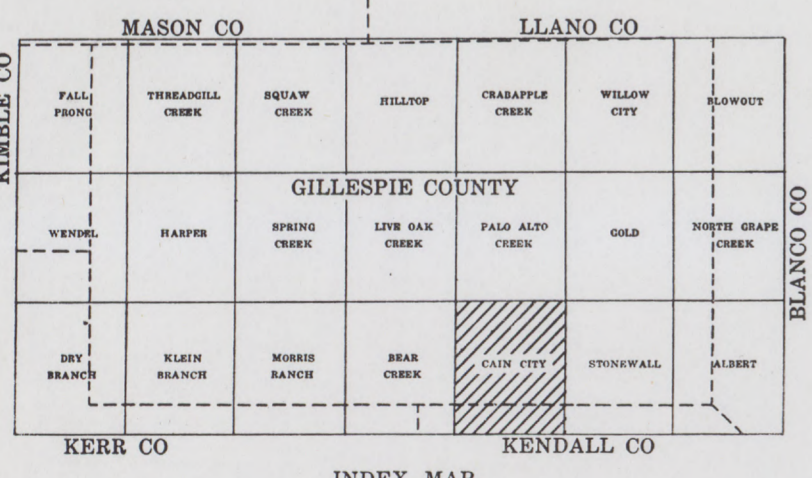 MASON CO
LLANO CO
KIMBLE CO
FALL
PRONG
THREADGILL
CREEK
SQUAW
CREEK
HILLTOP
CRABAPPLE
CREEK
WILLOW
CITY
BLOWOUT
GILLESPIE COUNTY
WENDEL
HARPER
SPRING
CREEK
LIVE OAK
CREEK
PALO ALTO
CREEK
GOLD
NORTH GRAPE
CREEK
BLANCO CO
DRY
BRANCH
KLEIN
BRANCH
MORRIS
RANCH
BEAR
CREEK
CAIN CITY
STONEWALL
ALBERT
KERR CO
KENDALL CO
INDEX MAP